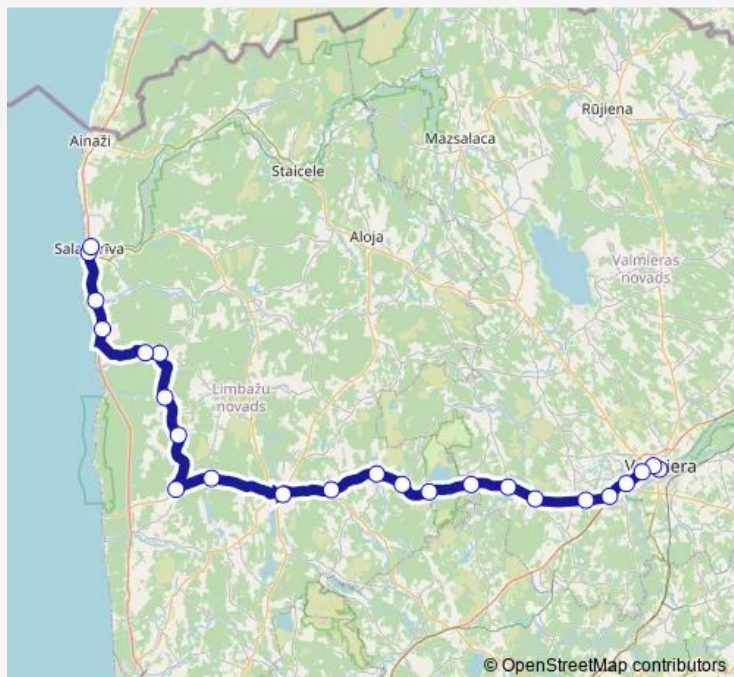 Rūjiena
Ainaži
Mazsalaca
Staicele
Aloja
Valmieras
novads
Limbažu
novads
© OpenStreetMap contributors